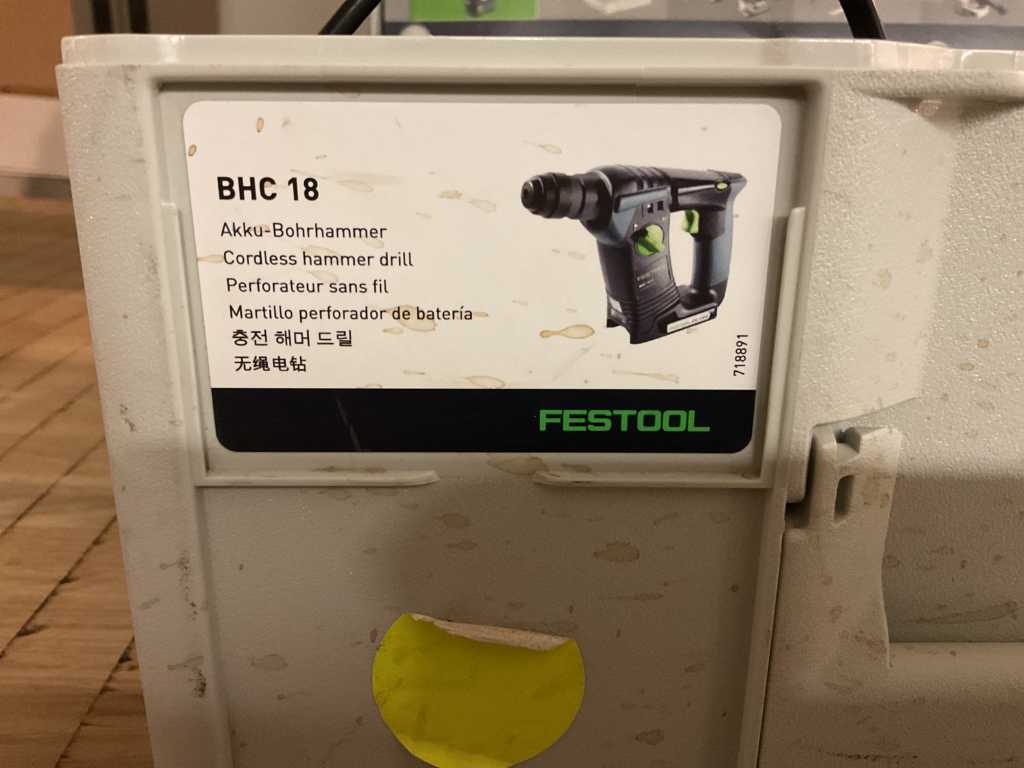 BHC 18
Akku-Bohrhammer
Cordless hammer drill
Perforateur sans fil
Martillo perforador de batería
충전 해머 드릴
无绳电钻
718891
FESTOOL